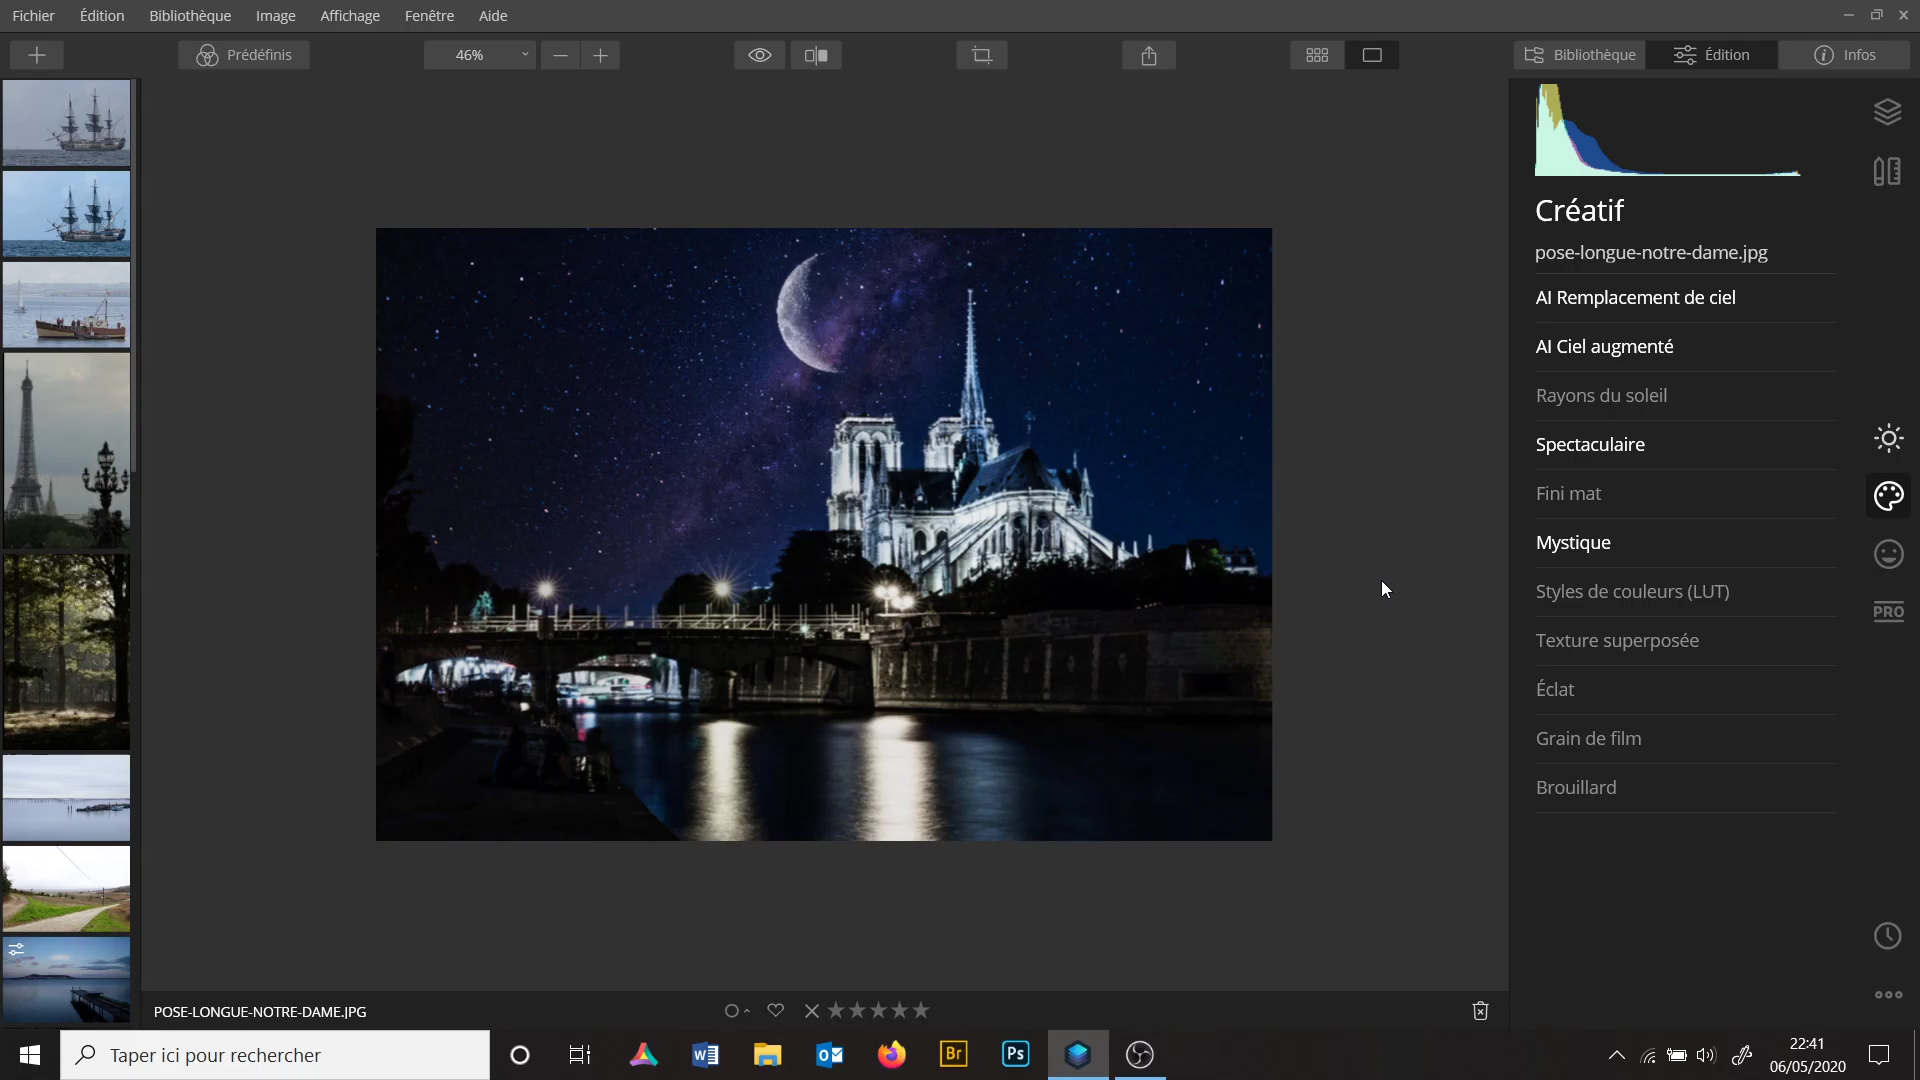 Fichier Édition Bibliothèque Image Affichage Fenêtre Aide
Prédéfinis 46% Bibliothèque Édition Infos
Créatif
pose-longue-notre-dame.jpg
AI Remplacement de ciel
AI Ciel augmenté
Rayons du soleil
Spectaculaire
Fini mat
Mystique
Styles de couleurs (LUT)
PRO
Texture superposée
Éclat
Grain de film
Brouillard
POSE-LONGUE-NOTRE-DAME.JPG
Taper ici pour rechercher
Br
Ps
22:41
06/05/2020